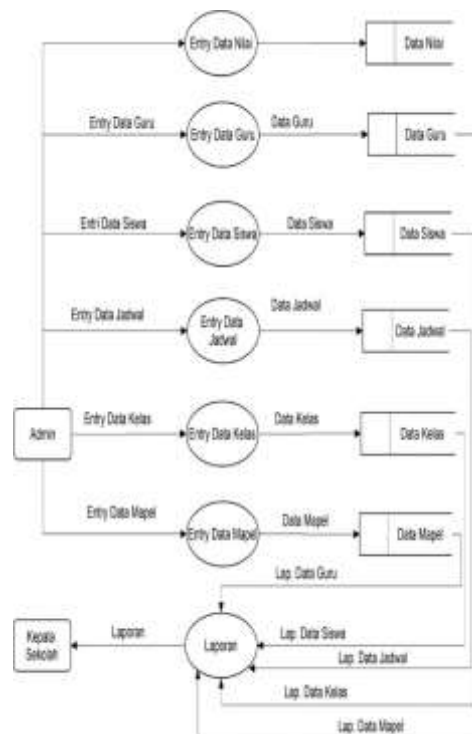 Entry Data Nilai
Data Nilai
Entry Data Guru
Entry Data Guru
Data Guru
Data Guru
Entri Data Siswa
Entry Data Siswa
Data Siswa
Data Siswa
Entry Data Jadwal
Entry Data
Jadwal
Data Jadwal
Data Jadwal
Admin
Entry Data Kelas
Entry Data Kelas
Data Kelas
Data Kelas
Entry Data Mapel
Entry Data Mapel
Data Mapel
Data Mapel
Lap. Data Guru
Kepala
Sekolah
Laporan
Laporan
Lap. Data Siswa
Lap. Data Jadwal
Lap. Data Kelas
Lap. Data Mapel